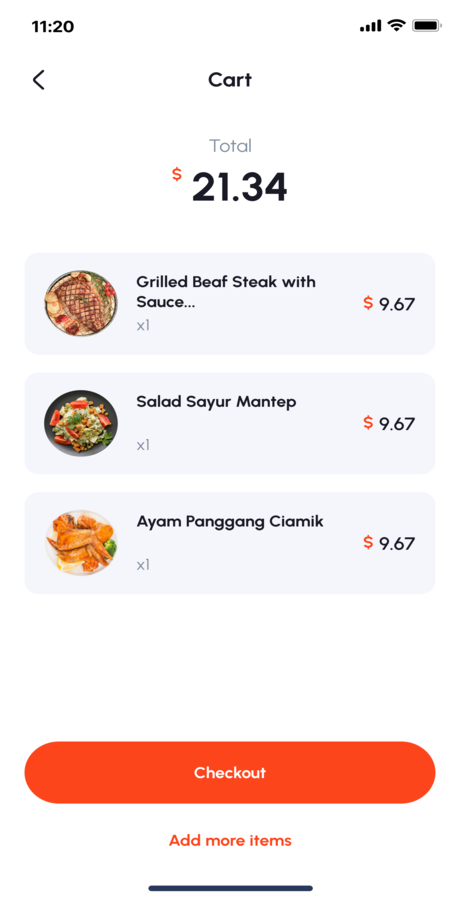 11:20
Cart
Total
$ 21.34
Grilled Beaf Steak with
Sauce...
x1
$ 9.67
Salad Sayur Mantep
x1
$ 9.67
Ayam Panggang Ciamik
x1
$ 9.67
Checkout
Add more items